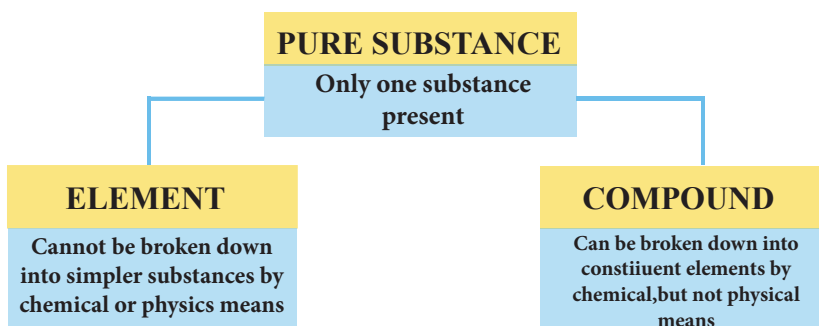 PURE SUBSTANCE
Only one substance
present
ELEMENT
Cannot be broken down
into simpler substances by
chemical or physics means
COMPOUND
Can be broken down into
constiiuent elements by
chemical,but not physical
means